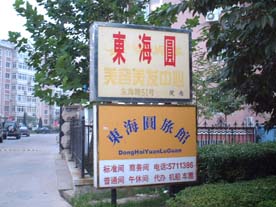 東海圓
美容美发中心
东海路51号
東海圓旅館
DongHaiYuanLuGuan
标准间 商务间 电话:5711386
普通间 午休间 代办 机船 车票